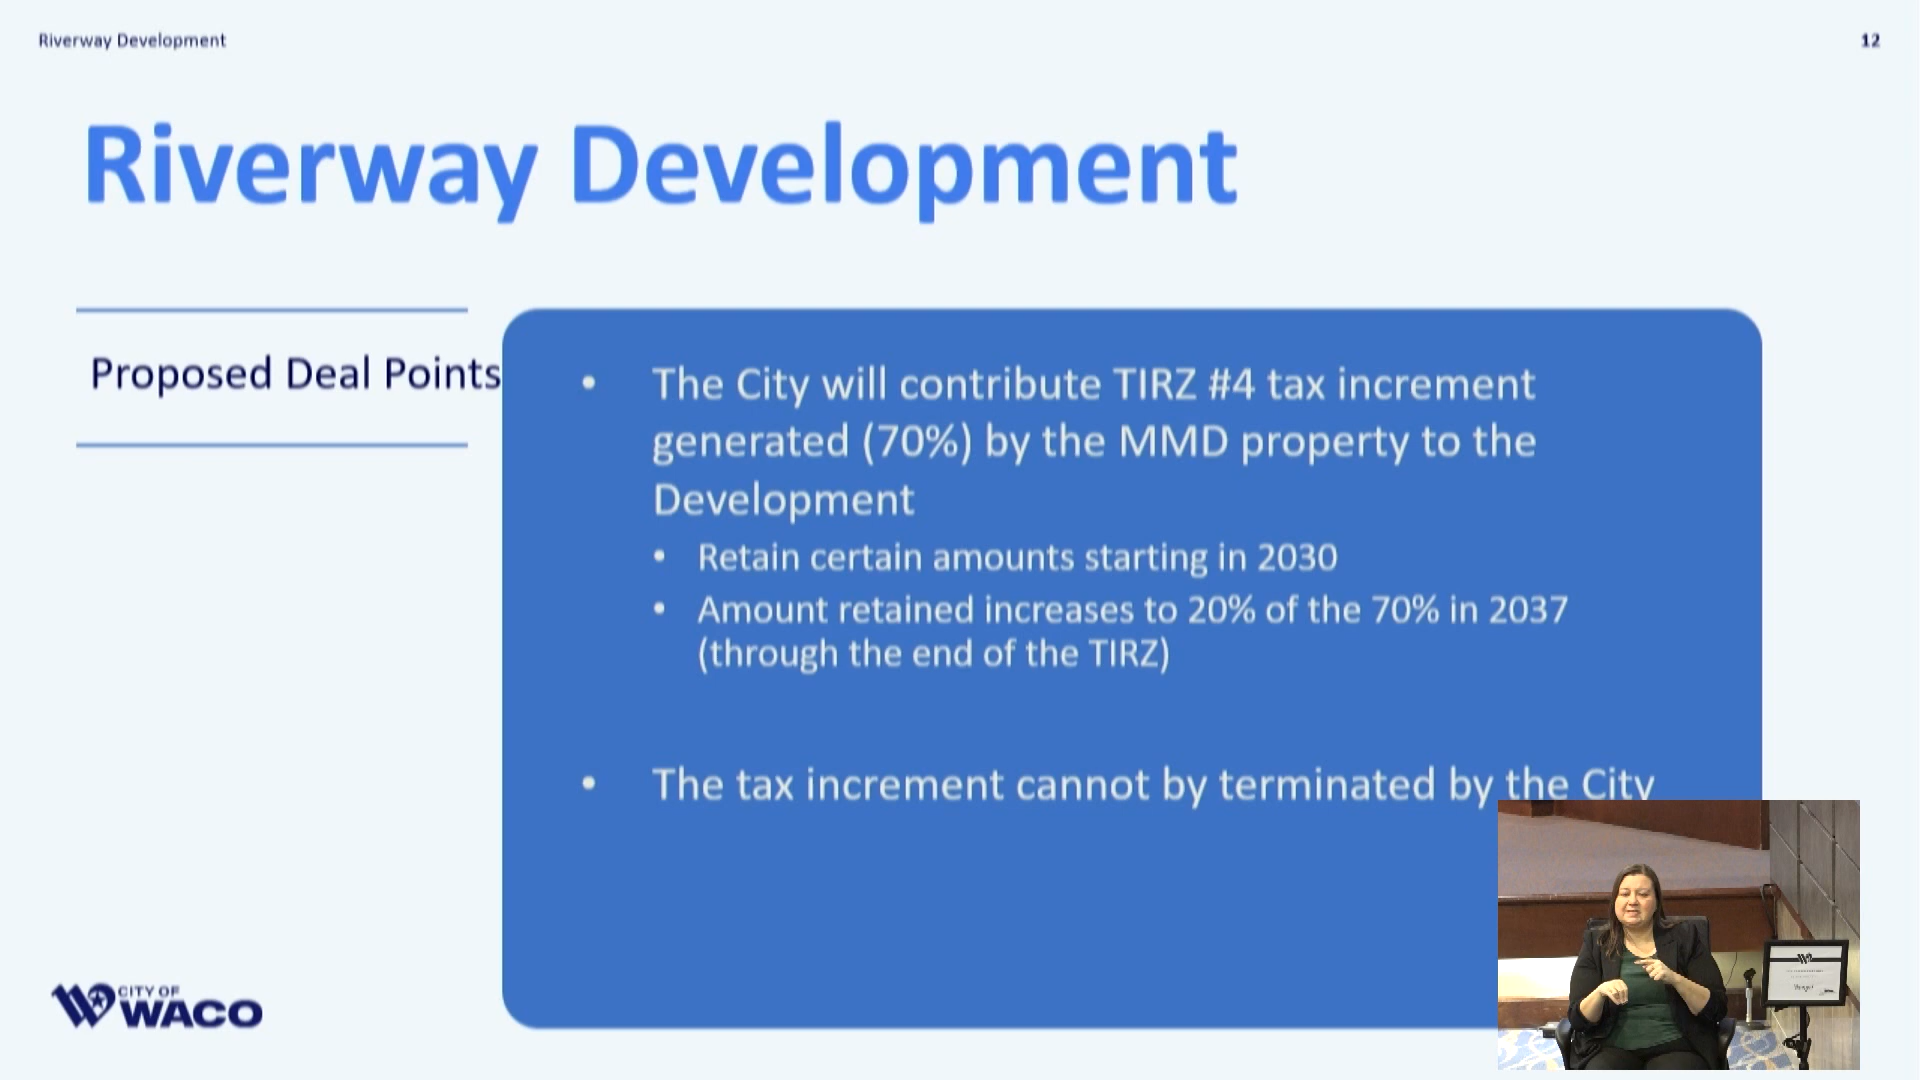 Riverway Development
12
Riverway Development
Proposed Deal Points
• The City will contribute TIRZ #4 tax increment
generated (70%) by the MMD property to the
Development
• Retain certain amounts starting in 2030
• Amount retained increases to 20% of the 70% in 2037
(through the end of the TIRZ)
• The tax increment cannot by terminated by the City
CITY OF
WACO